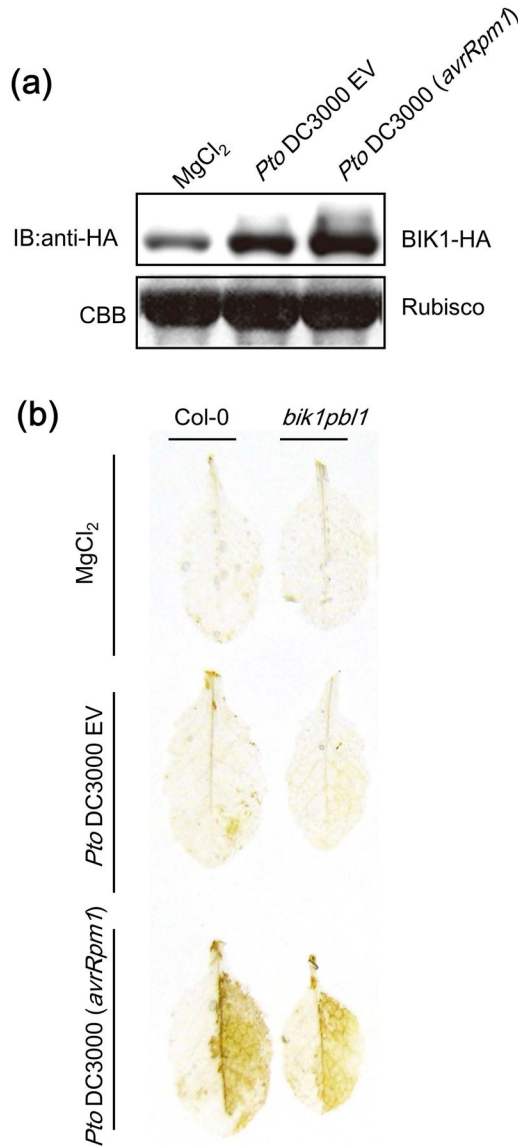 (a)
MgCl2
Pto DC3000 EV
Pto DC3000 (avrRpm1)
IB:anti-HA
BIK1-HA
CBB
Rubisco
(b)
Col-0
bik1pbl1
MgCl2
Pto DC3000 EV
Pto DC3000 (avrRpm1)